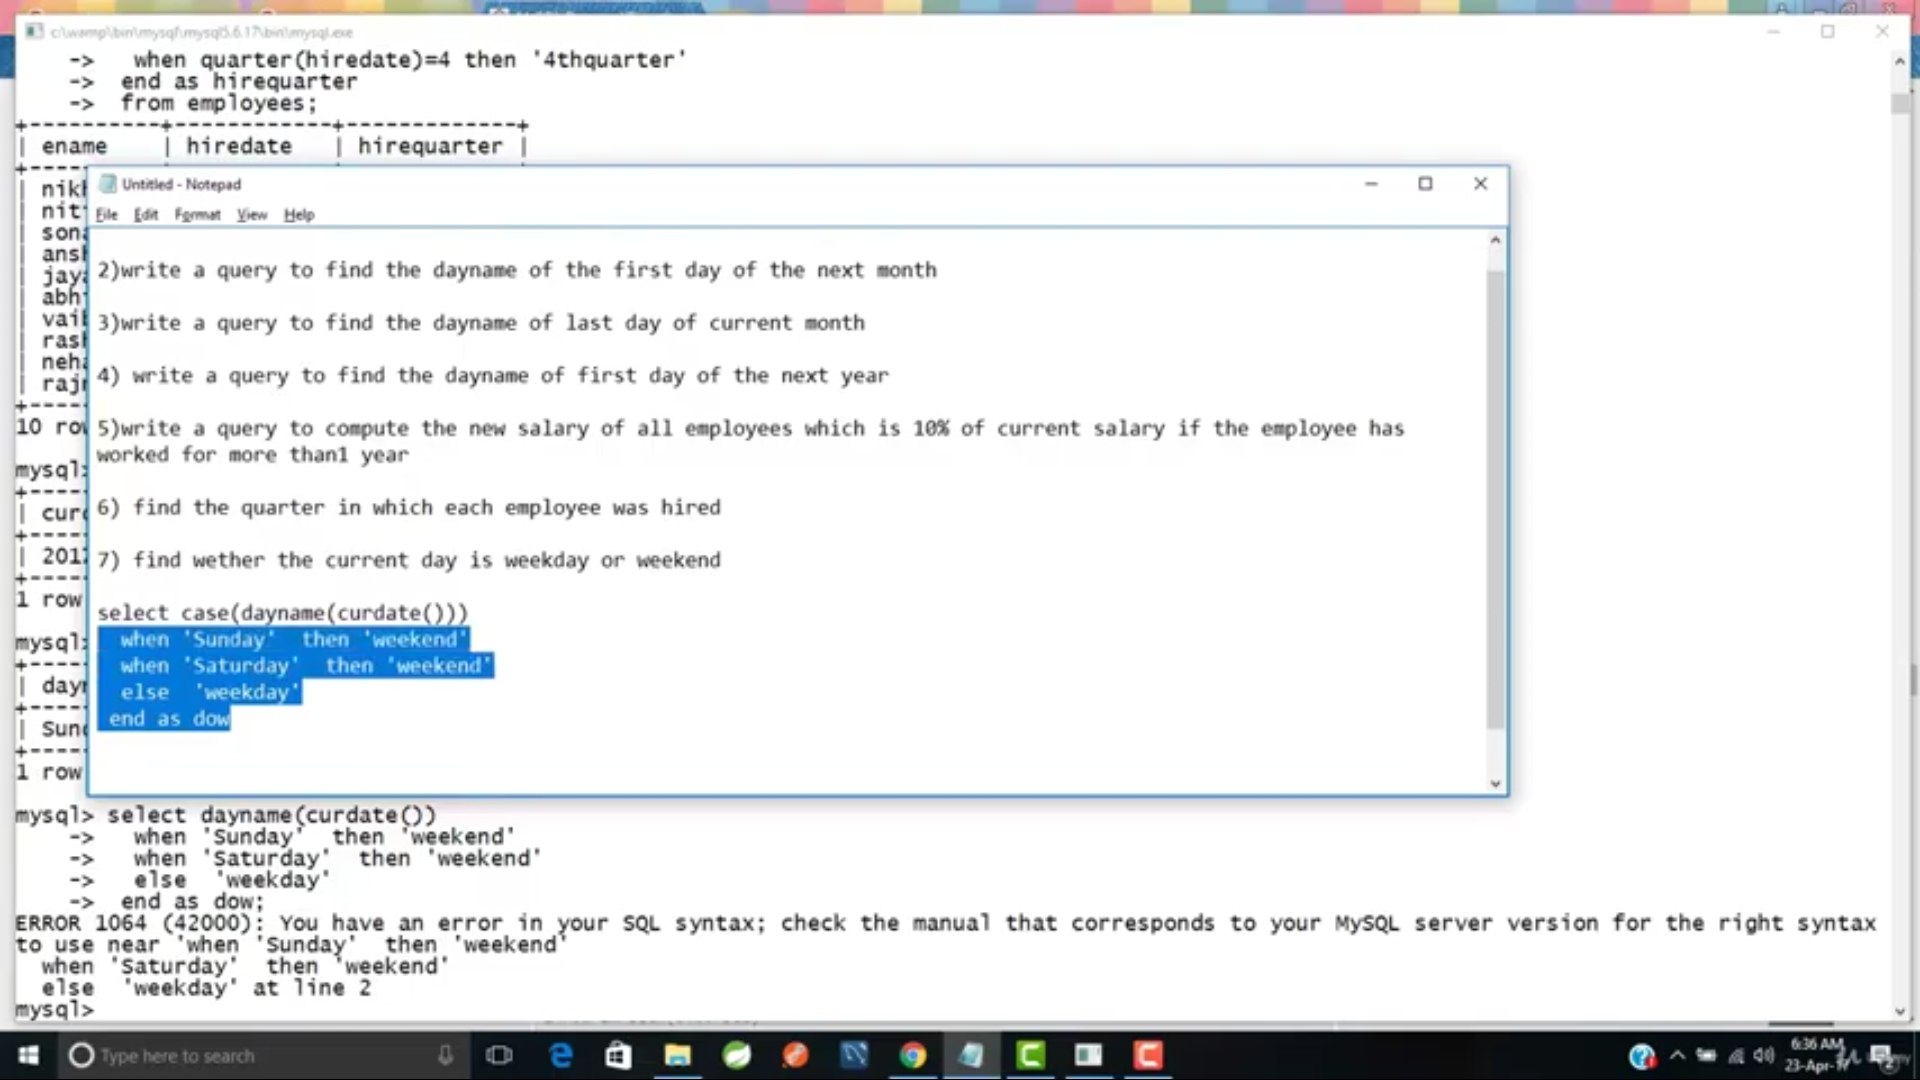 c:\wamp\bin\mysql\mysql5.6.17\bin\mysql.exe
-> when quarter(hiredate)=4 then '4thquarter'
-> end as hirequarter
-> from employees;
+----------+------------+-------------+
| ename | hiredate | hirequarter |
Untitled - Notepad
File Edit Format View Help
2)write a query to find the dayname of the first day of the next month
3)write a query to find the dayname of last day of current month
4) write a query to find the dayname of first day of the next year
5)write a query to compute the new salary of all employees which is 10% of current salary if the employee has
worked for more than1 year
6) find the quarter in which each employee was hired
7) find wether the current day is weekday or weekend
select case(dayname(curdate()))
when 'Sunday' then 'weekend'
when 'Saturday' then 'weekend'
else 'weekday'
end as dow
| nikh
| nit
| sona
| ansh
| jaya
| abh
| vai
| rash
| neha
| raj
10 row
mysql>
| cur
| 201
1 row
mysql>
| day
| Sun
1 row
mysql> select dayname(curdate())
-> when 'Sunday' then 'weekend'
-> when 'Saturday' then 'weekend'
-> else 'weekday'
-> end as dow;
ERROR 1064 (42000): You have an error in your SQL syntax; check the manual that corresponds to your MySQL server version for the right syntax
to use near 'when 'Sunday' then 'weekend'
when 'Saturday' then 'weekend'
else 'weekday' at line 2
mysql>
Type here to search
6:36 AM
23-Apr-17